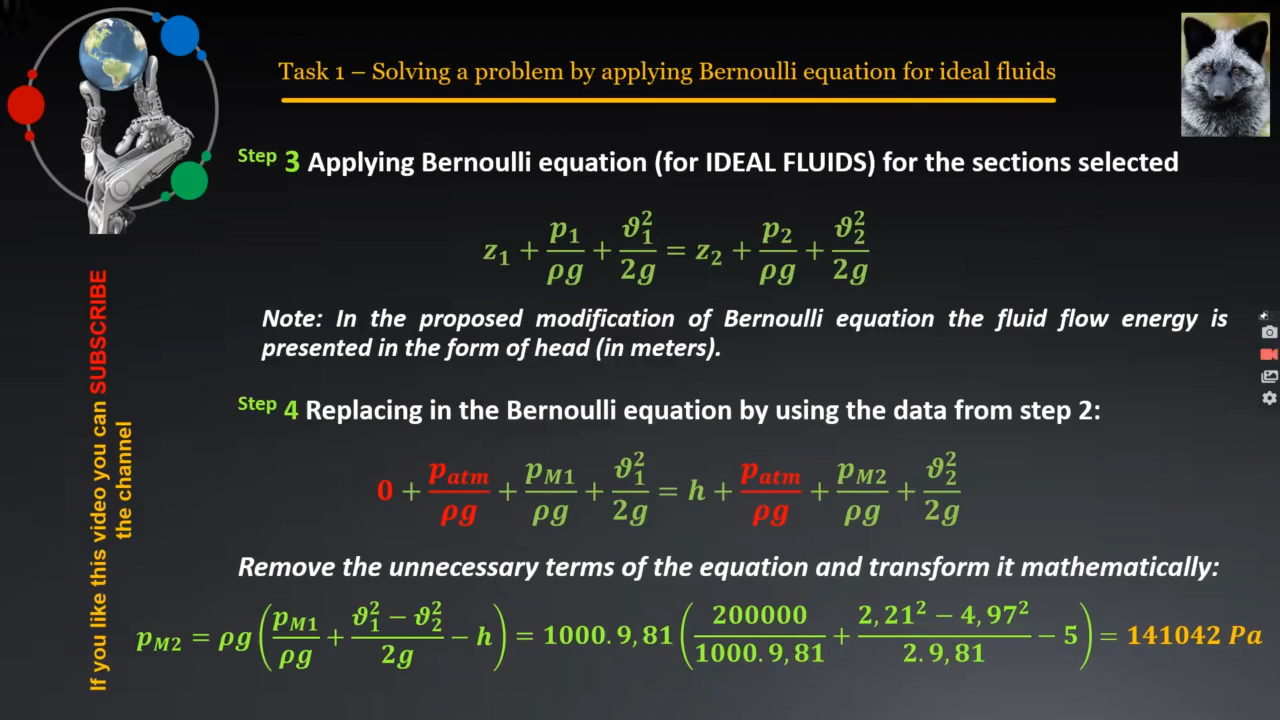 Task 1 – Solving a problem by applying Bernoulli equation for ideal fluids
Step 3 Applying Bernoulli equation (for IDEAL FLUIDS) for the sections selected
z₁ + p₁/ρg + ϑ₁²/2g = z₂ + p₂/ρg + ϑ₂²/2g
Note: In the proposed modification of Bernoulli equation the fluid flow energy is
presented in the form of head (in meters).
Step 4 Replacing in the Bernoulli equation by using the data from step 2:
0 + p_atm/ρg + p_M1/ρg + ϑ₁²/2g = h + p_atm/ρg + p_M2/ρg + ϑ₂²/2g
Remove the unnecessary terms of the equation and transform it mathematically:
p_M2 = ρg(p_M1/ρg + (ϑ₁² − ϑ₂²)/2g − h) = 1000.9,81(200000/1000.9,81 + (2,21² − 4,97²)/2.9,81 − 5) = 141042 Pa
If you like this video you can SUBSCRIBE
the channel